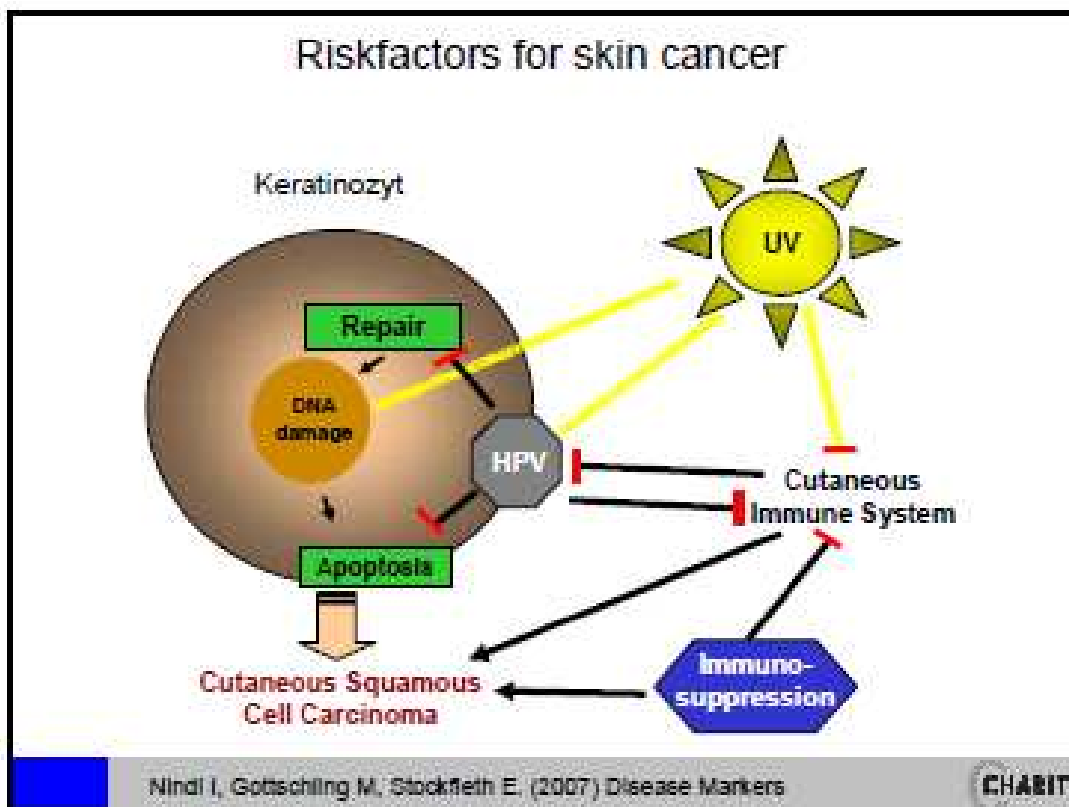 Riskfactors for skin cancer
Keratinozyt
UV
Repair
DNA
damage
HPV
Cutaneous
Immune System
Apoptosis
Immuno-
suppression
Cutaneous Squamous
Cell Carcinoma
Nindl I, Gottschling M, Stockfleth E, (2007) Disease Markers
CHARIT